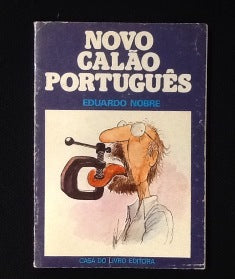 NOVO
CALÃO
PORTUGUÊS
EDUARDO NOBRE
CASA DO LIVRO EDITORA